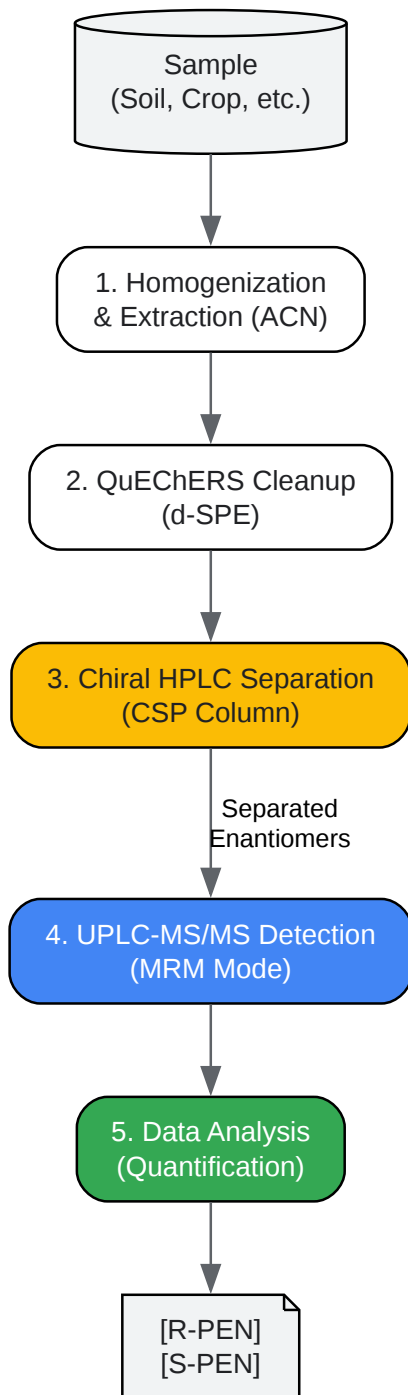 Sample
(Soil, Crop, etc.)
1. Homogenization
& Extraction (ACN)
2. QuEChERS Cleanup
(d-SPE)
3. Chiral HPLC Separation
(CSP Column)
Separated
Enantiomers
4. UPLC-MS/MS Detection
(MRM Mode)
5. Data Analysis
(Quantification)
[R-PEN]
[S-PEN]